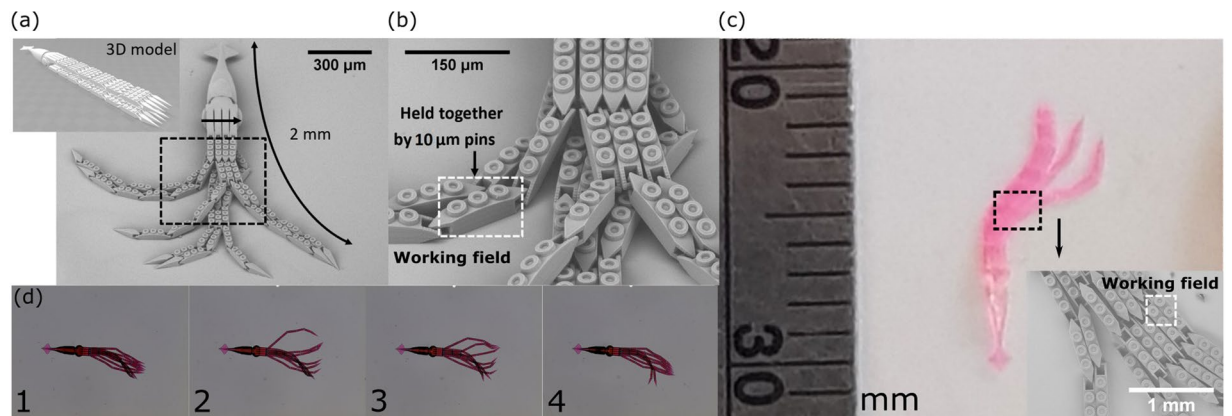 (a)
3D model
300 µm
2 mm
(b)
150 µm
Held together
by 10 µm pins
Working field
(c)
20
30
mm
Working field
1 mm
(d)
1
2
3
4